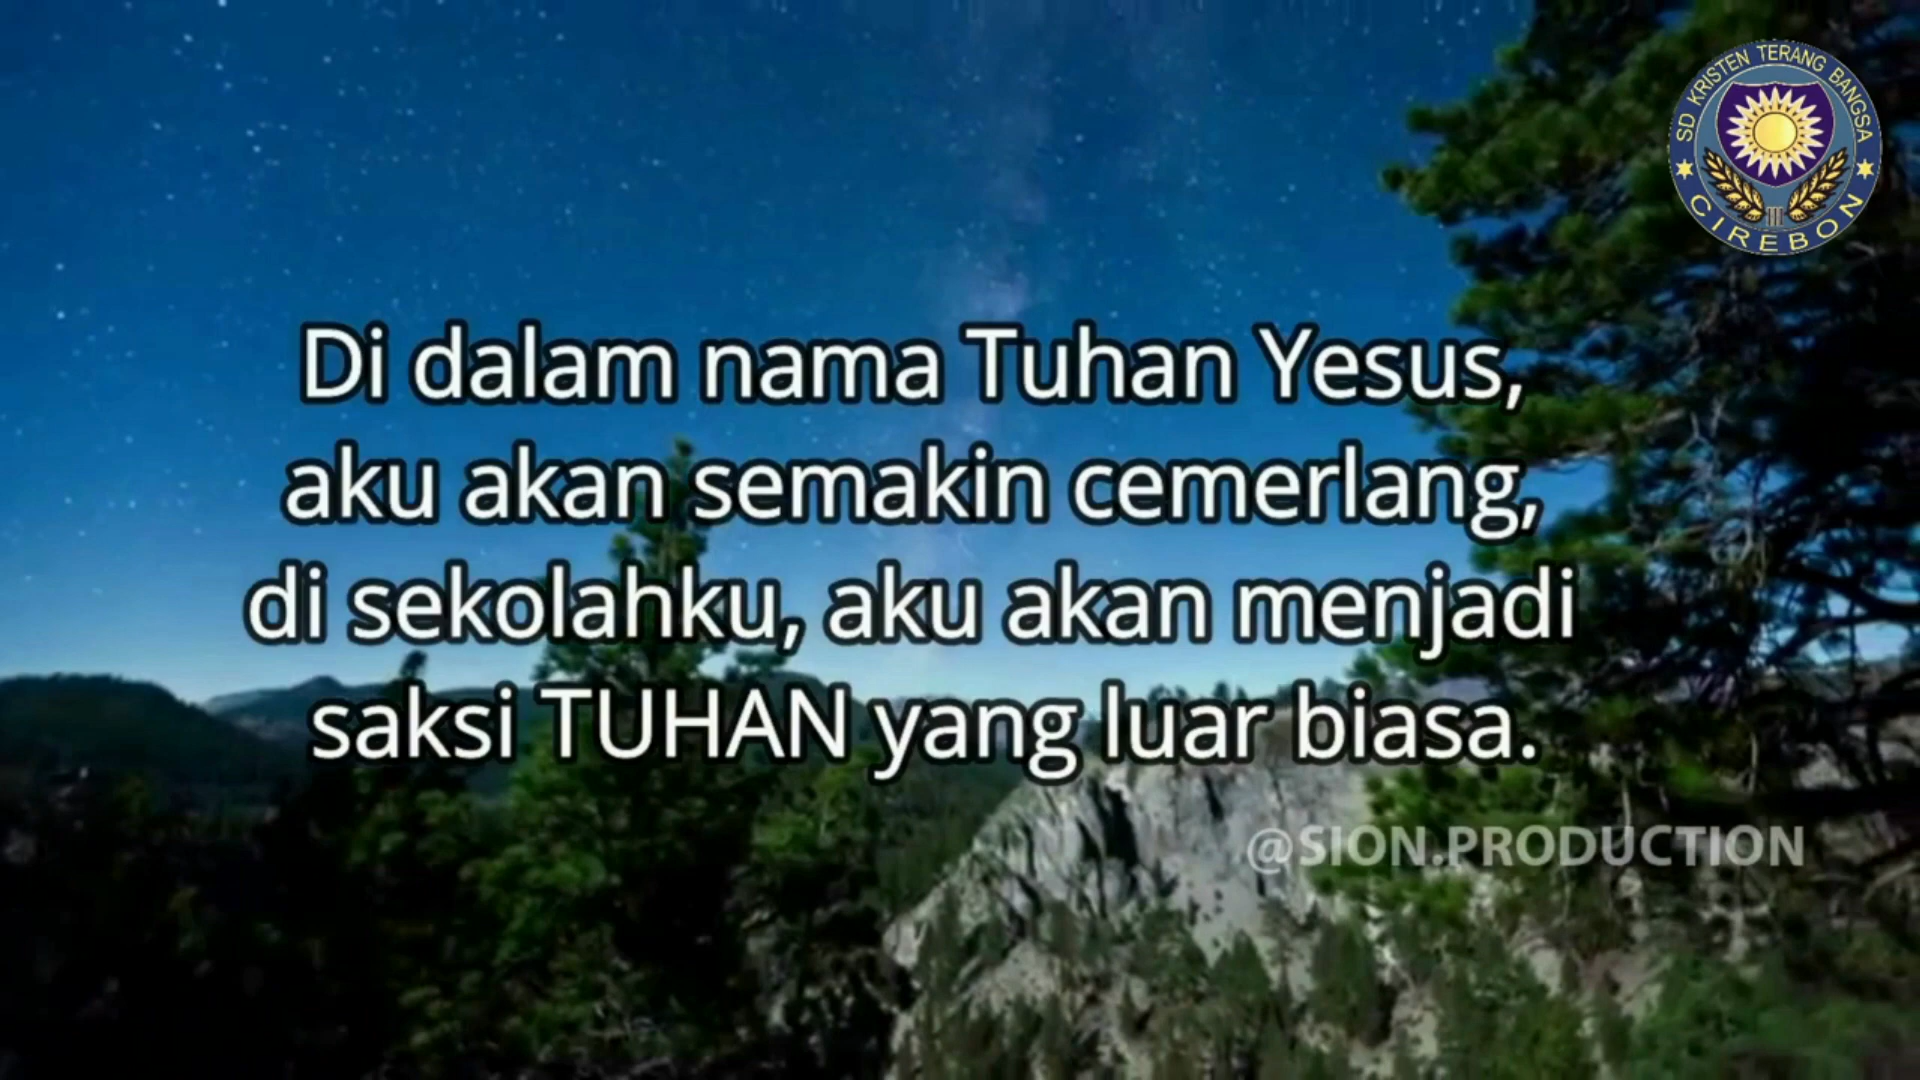 SD KRISTEN TERANG BANGSA
CIREBON
Di dalam nama Tuhan Yesus,
aku akan semakin cemerlang,
di sekolahku, aku akan menjadi
saksi TUHAN yang luar biasa.
@SION.PRODUCTION